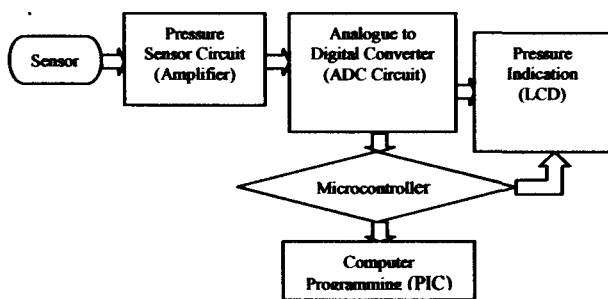 Sensor
Pressure
Sensor Circuit
(Amplifier)
Analogue to
Digital Converter
(ADC Circuit)
Pressure
Indication
(LCD)
Microcontroller
Computer
Programming (PIC)